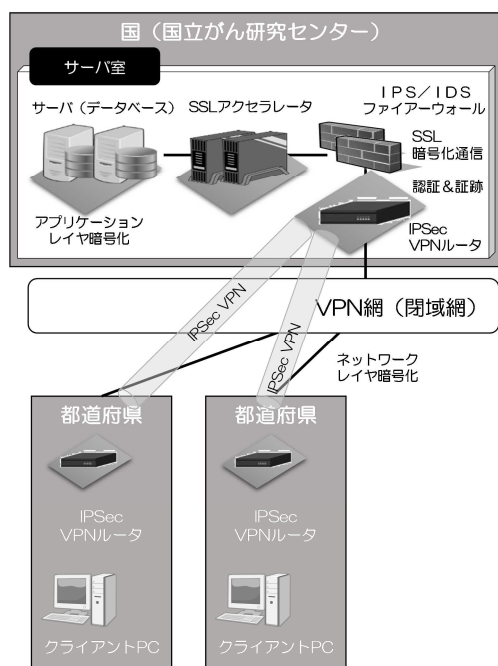 国（国立がん研究センター）
サーバ室
サーバ（データベース）
SSLアクセラレータ
ＩＰＳ／ＩＤＳ
ファイアーウォール
SSL
暗号化通信
認証＆証跡
アプリケーション
レイヤ暗号化
IPSec
VPNルータ
IPSec VPN
IPSec VPN
VPN網（閉域網）
ネットワーク
レイヤ暗号化
都道府県
都道府県
IPSec
VPNルータ
IPSec
VPNルータ
クライアントPC
クライアントPC